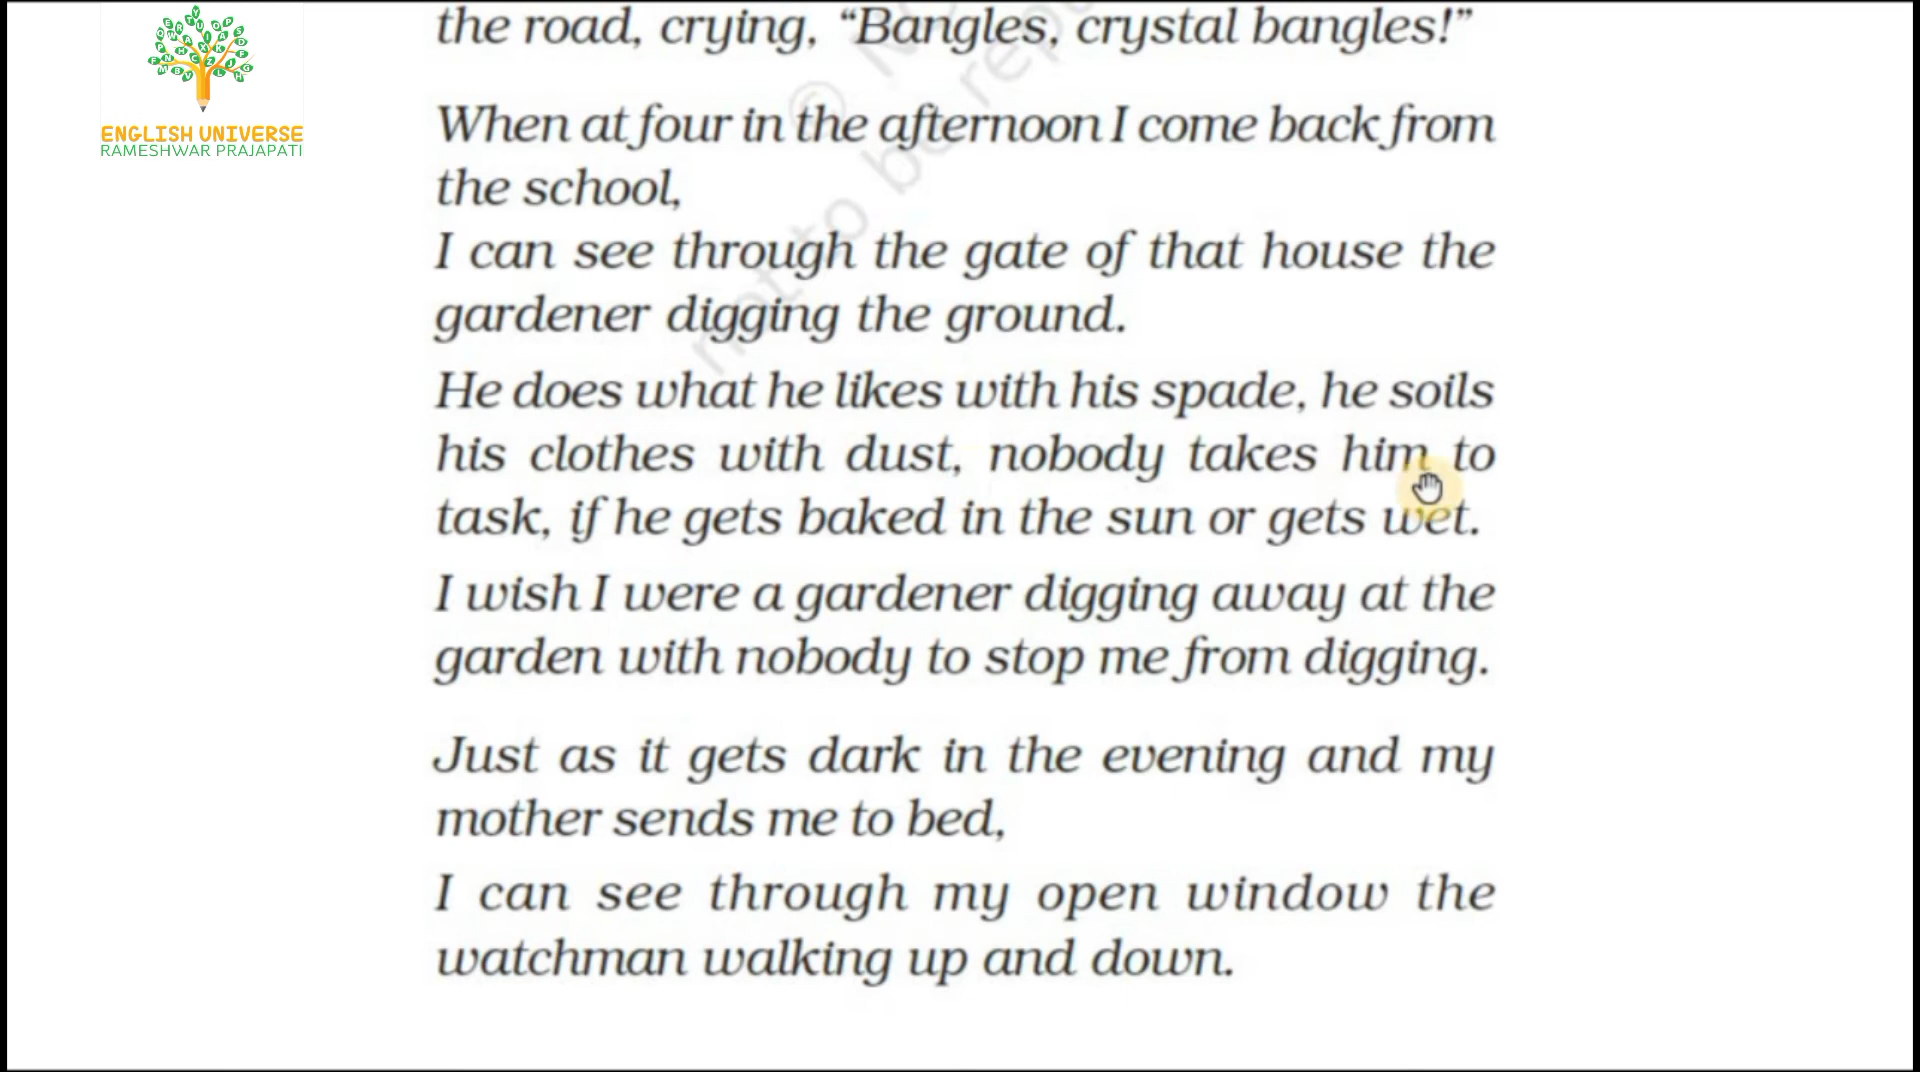 ENGLISH UNIVERSE
RAMESHWAR PRAJAPATI
the road, crying, “Bangles, crystal bangles!”
When at four in the afternoon I come back from
the school,
I can see through the gate of that house the
gardener digging the ground.
He does what he likes with his spade, he soils
his clothes with dust, nobody takes him to
task, if he gets baked in the sun or gets wet.
I wish I were a gardener digging away at the
garden with nobody to stop me from digging.
Just as it gets dark in the evening and my
mother sends me to bed,
I can see through my open window the
watchman walking up and down.
not to be